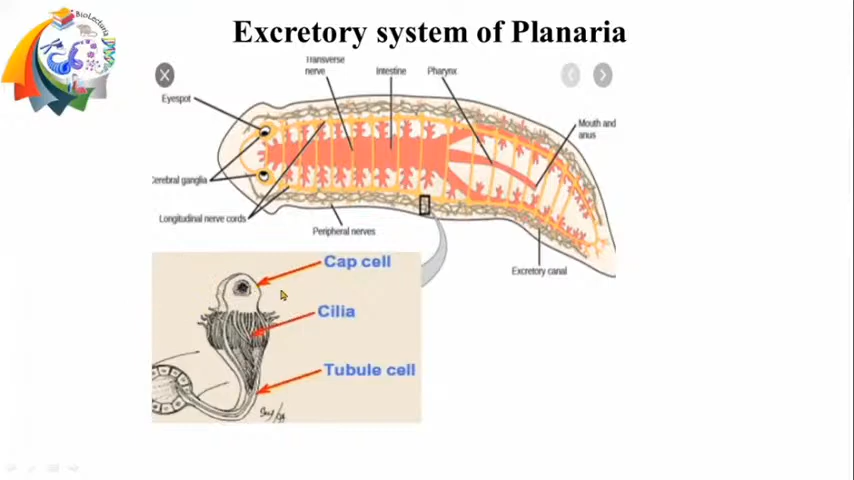 BioLectures
Excretory system of Planaria
Transverse
nerve
Intestine
Pharynx
Eyespot
Mouth and
anus
Cerebral ganglia
Longitudinal nerve cords
Peripheral nerves
Excretory canal
Cap cell
Cilia
Tubule cell